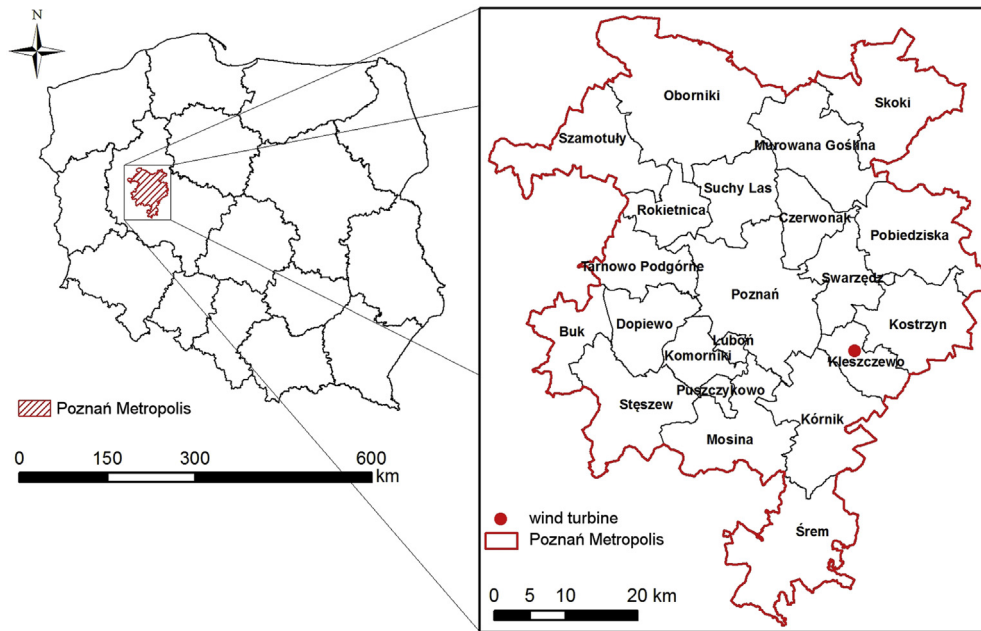 N
Poznań Metropolis
0 150 300 600
km
Oborniki
Skoki
Szamotuły
Murowana Goślina
Suchy Las
Rokietnica
Czerwonak
Pobiedziska
Tarnowo Podgórne
Swarzędz
Poznań
Kostrzyn
Buk
Dopiewo
Luboń
Komorniki
Kleszczewo
Puszczykowo
Stęszew
Kórnik
Mosina
wind turbine
Poznań Metropolis
Śrem
0 5 10 20 km